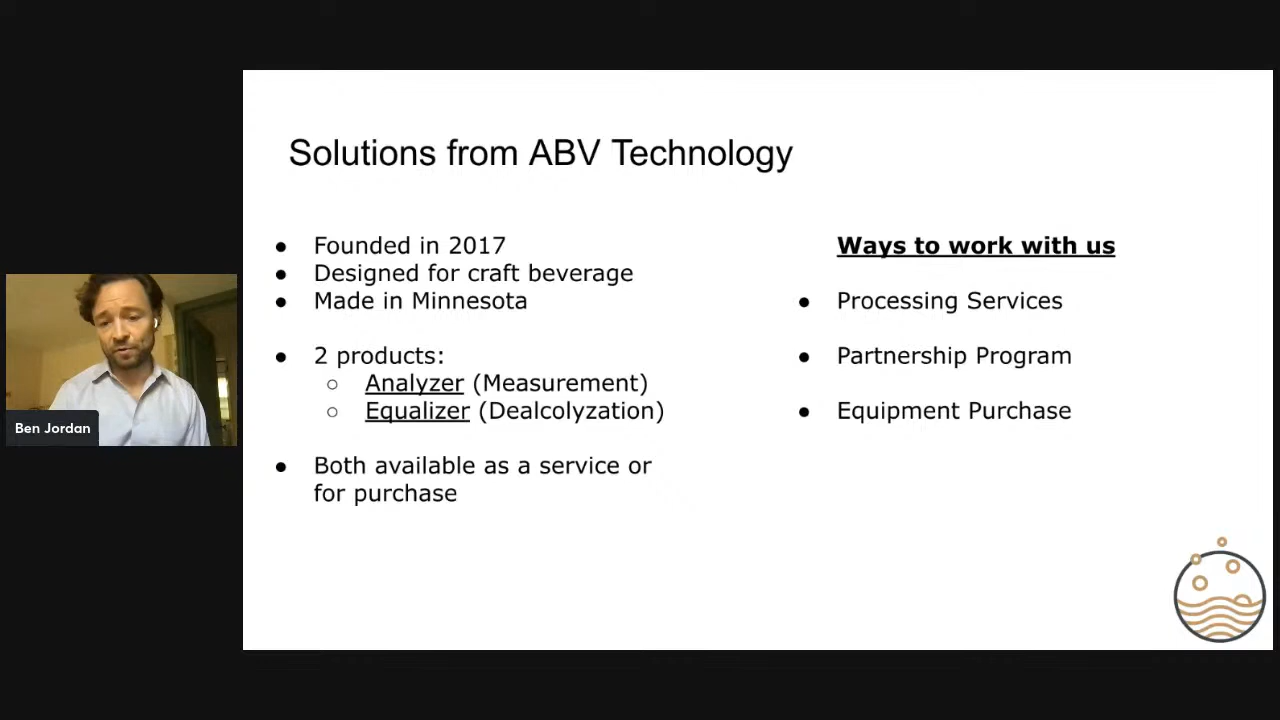 Solutions from ABV Technology
● Founded in 2017
● Designed for craft beverage
● Made in Minnesota
● 2 products:
○ Analyzer (Measurement)
○ Equalizer (Dealcolyzation)
● Both available as a service or
for purchase
Ways to work with us
● Processing Services
● Partnership Program
● Equipment Purchase
Ben Jordan